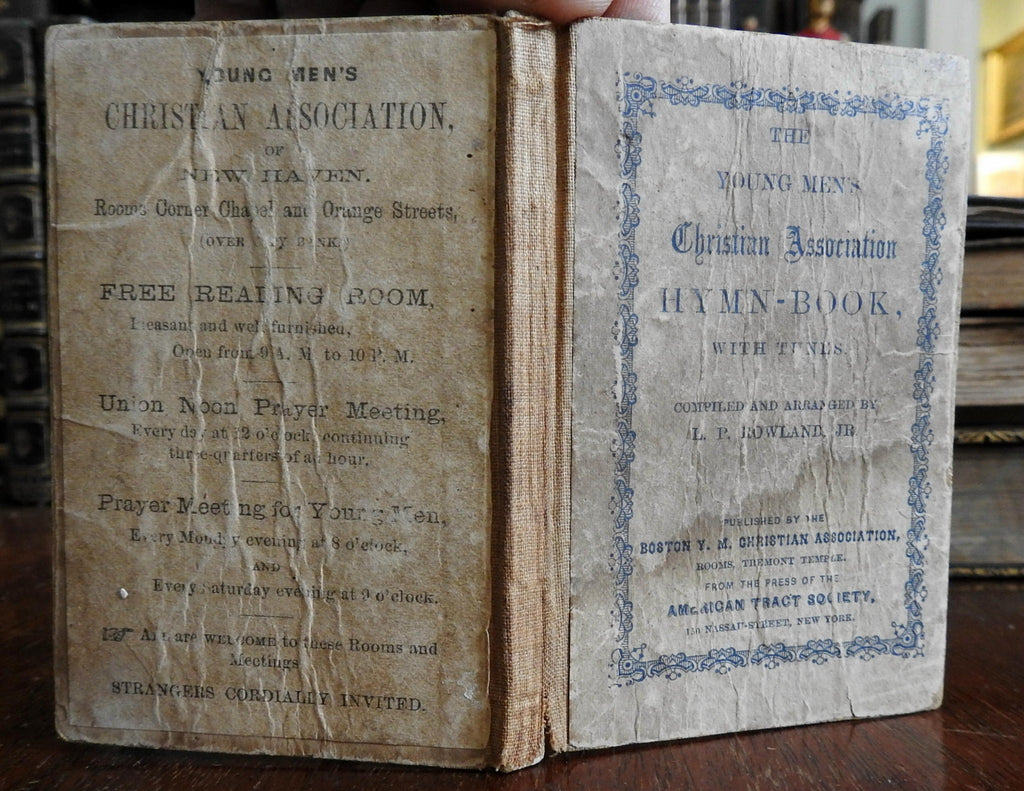 YOUNG MEN'S
CHRISTIAN ASSOCIATION,
OF
NEW HAVEN.
Rooms Corner Chapel and Orange Streets,
(OVER CITY BANK.)
FREE READING ROOM,
Pleasant and well furnished,
Open from 9 A. M. to 10 P. M.
Union Noon Prayer Meeting,
Every day at 12 o'clock, continuing
three-quarters of an hour.
Prayer Meeting for Young Men,
Every Monday evening at 8 o'clock,
AND
Every Saturday evening at 9 o'clock.
☞ ALL are WELCOME to these Rooms and
Meetings
STRANGERS CORDIALLY INVITED.
THE
YOUNG MEN'S
Christian Association
HYMN-BOOK,
WITH TUNES.
COMPILED AND ARRANGED BY
L. P. ROWLAND, JR.
PUBLISHED BY THE
BOSTON Y. M. CHRISTIAN ASSOCIATION,
ROOMS, TREMONT TEMPLE.
FROM THE PRESS OF THE
AMERICAN TRACT SOCIETY,
150 NASSAU-STREET, NEW YORK.